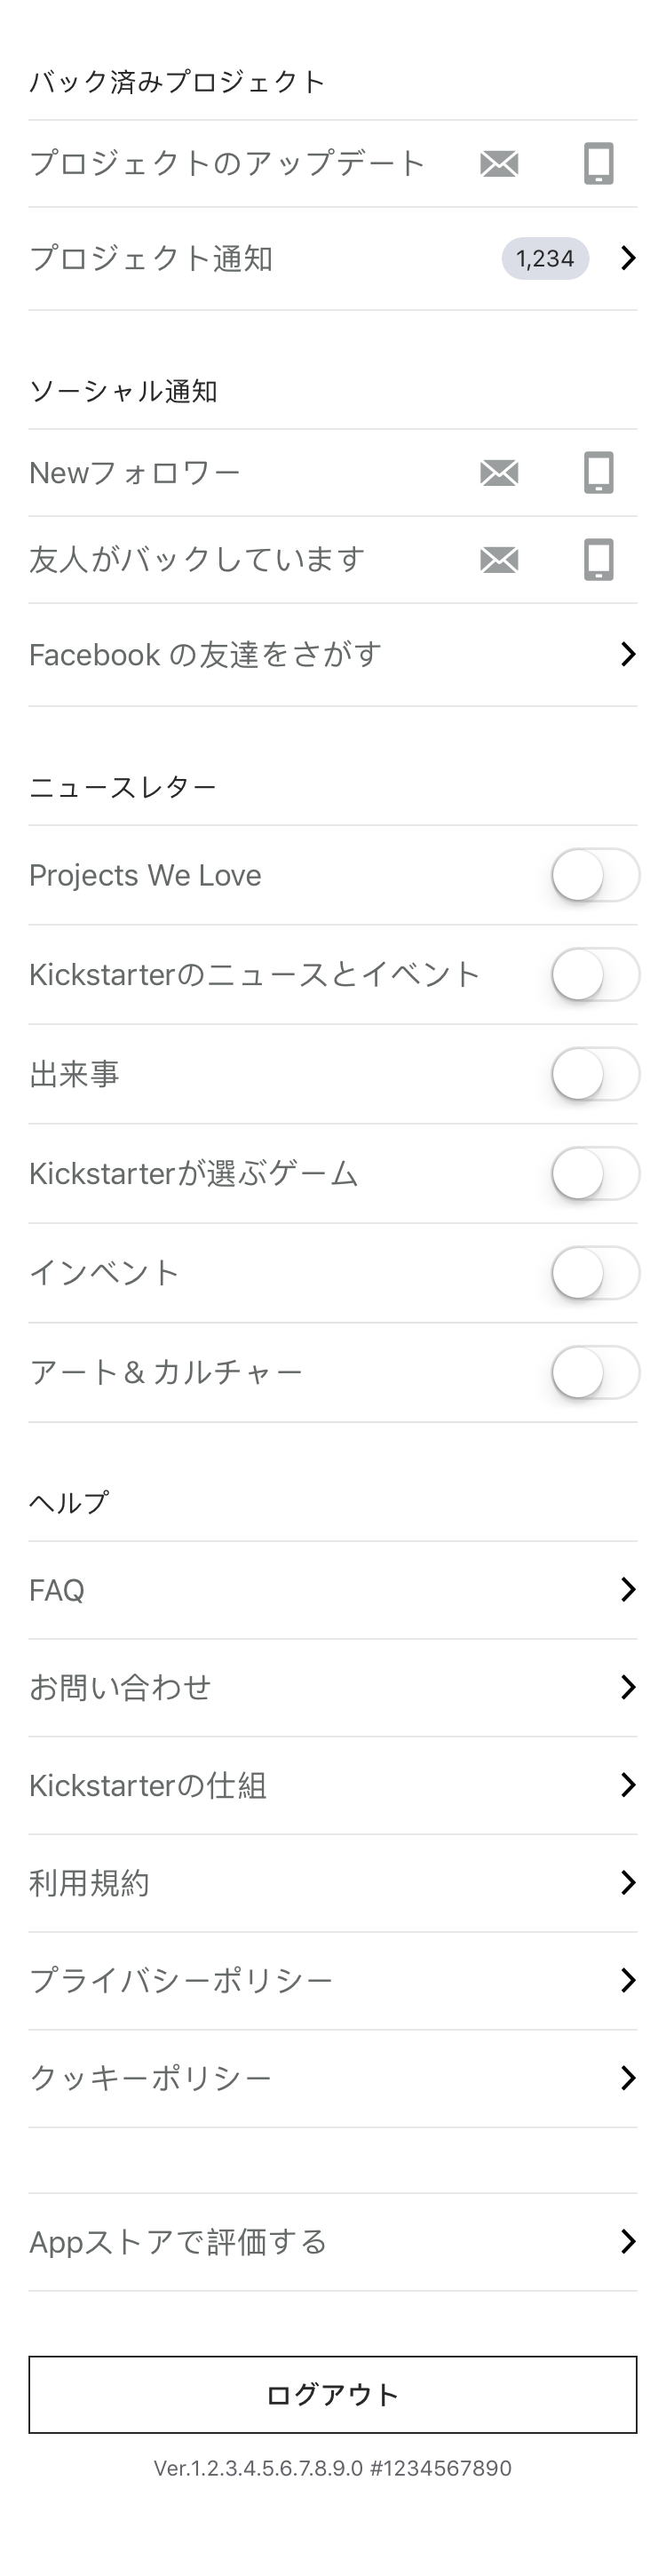 バック済みプロジェクト
プロジェクトのアップデート
プロジェクト通知 1,234
ソーシャル通知
Newフォロワー
友人がバックしています
Facebook の友達をさがす
ニュースレター
Projects We Love
Kickstarterのニュースとイベント
出来事
Kickstarterが選ぶゲーム
インベント
アート＆カルチャー
ヘルプ
FAQ
お問い合わせ
Kickstarterの仕組
利用規約
プライバシーポリシー
クッキーポリシー
Appストアで評価する
ログアウト
Ver.1.2.3.4.5.6.7.8.9.0 #1234567890